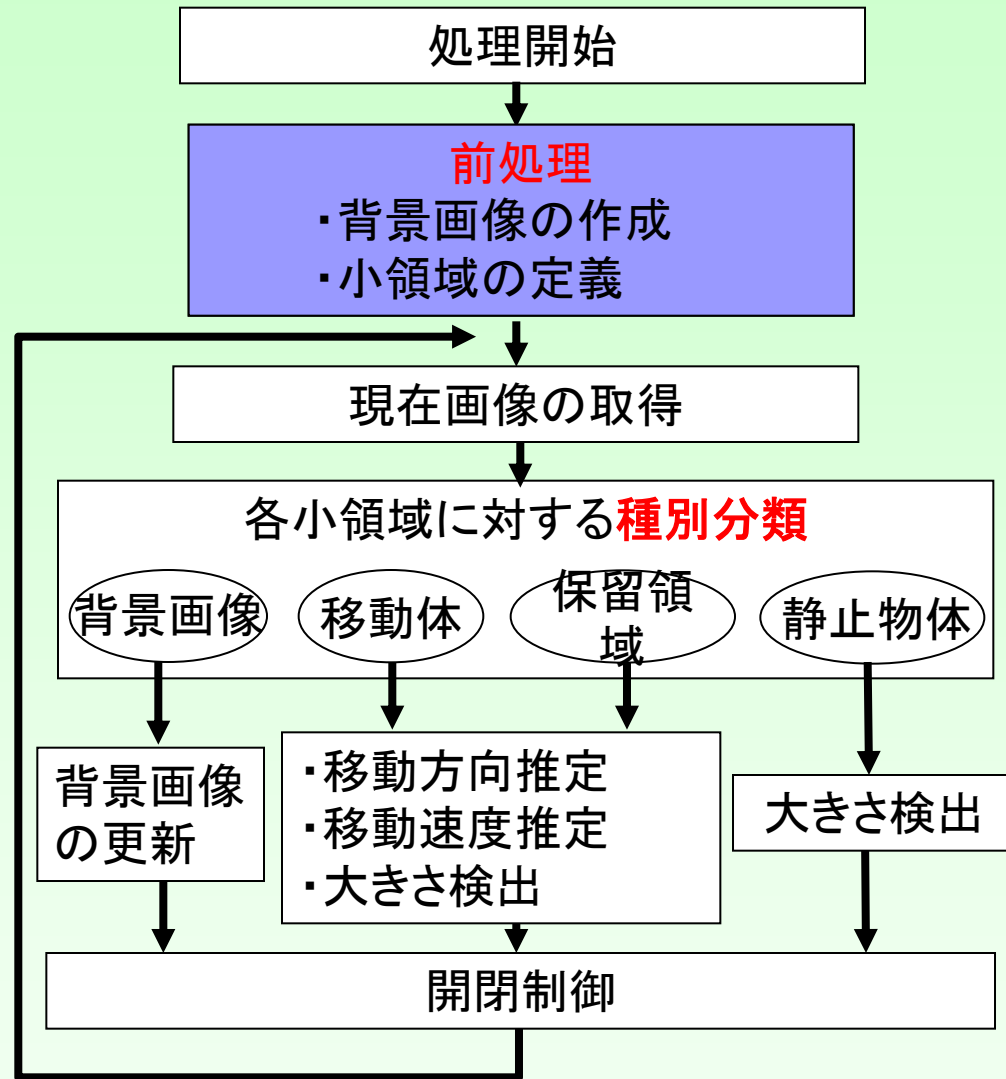 処理開始
前処理
・背景画像の作成
・小領域の定義
現在画像の取得
各小領域に対する種別分類
背景画像
移動体
保留領
域
静止物体
背景画像
の更新
・移動方向推定
・移動速度推定
・大きさ検出
大きさ検出
開閉制御